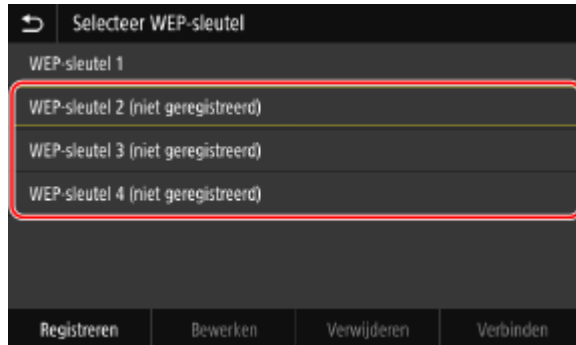 Selecteer WEP-sleutel
WEP-sleutel 1
WEP-sleutel 2 (niet geregistreerd)
WEP-sleutel 3 (niet geregistreerd)
WEP-sleutel 4 (niet geregistreerd)
Registreren Bewerken Verwijderen Verbinden